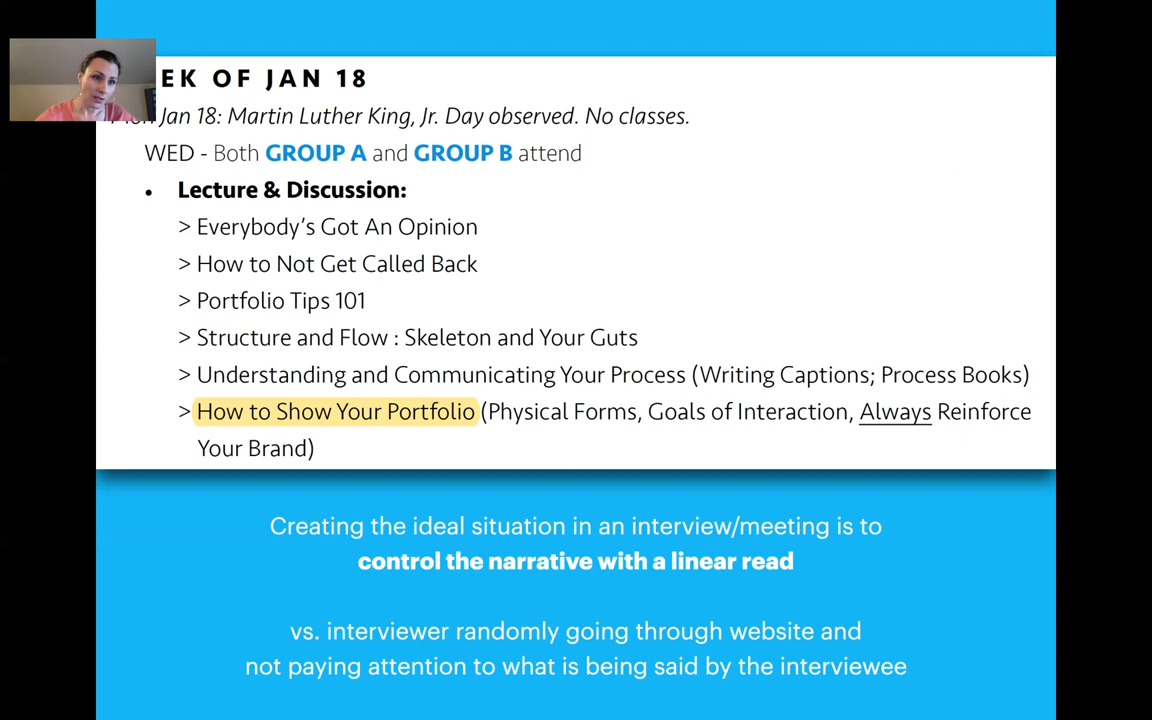 EK OF JAN 18
Jan 18: Martin Luther King, Jr. Day observed. No classes.
WED - Both GROUP A and GROUP B attend
• Lecture & Discussion:
> Everybody's Got An Opinion
> How to Not Get Called Back
> Portfolio Tips 101
> Structure and Flow : Skeleton and Your Guts
> Understanding and Communicating Your Process (Writing Captions; Process Books)
> How to Show Your Portfolio (Physical Forms, Goals of Interaction, Always Reinforce
Your Brand)
Creating the ideal situation in an interview/meeting is to
control the narrative with a linear read
vs. interviewer randomly going through website and
not paying attention to what is being said by the interviewee